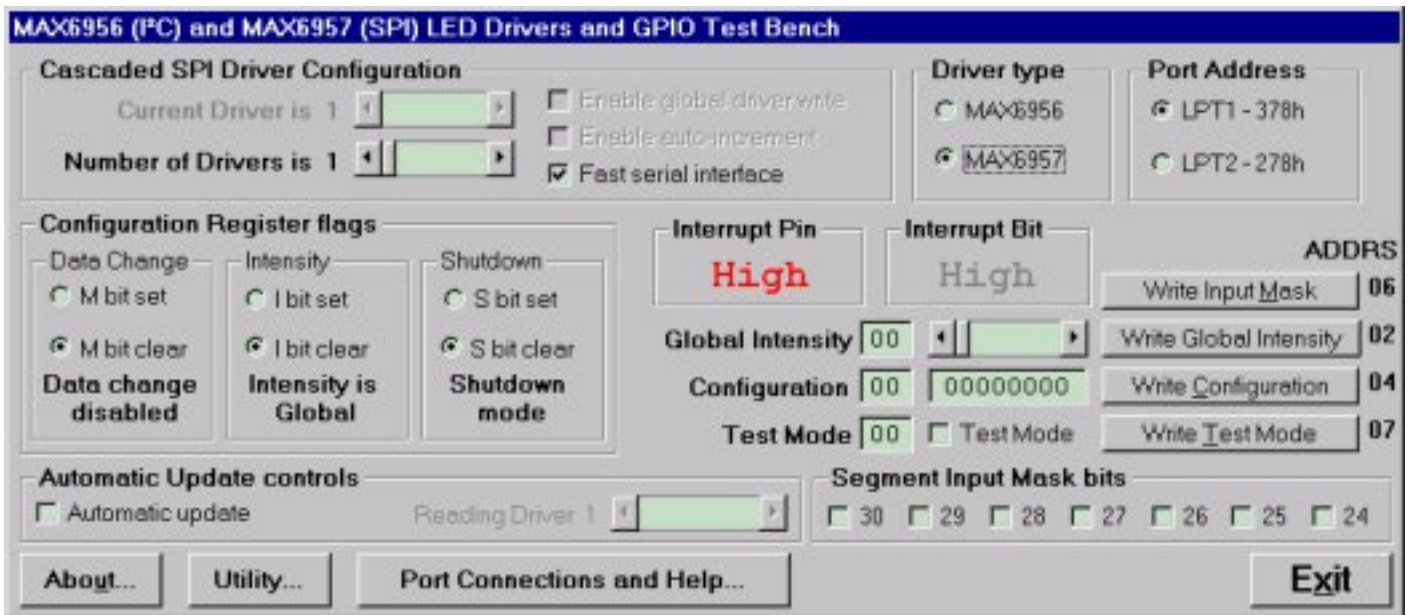 MAX6956 (I²C) and MAX6957 (SPI) LED Drivers and GPIO Test Bench
Cascaded SPI Driver Configuration
Current Driver is 1
Enable global driver write
Enable auto-increment
Number of Drivers is 1
Fast serial interface
Driver type
MAX6956
MAX6957
Port Address
LPT1 - 378h
LPT2 - 278h
Configuration Register flags
Data Change
M bit set
M bit clear
Data change
disabled
Intensity
I bit set
I bit clear
Intensity is
Global
Shutdown
S bit set
S bit clear
Shutdown
mode
Interrupt Pin
High
Interrupt Bit
High
ADDRS
Write Input Mask 06
Global Intensity 00 Write Global Intensity 02
Configuration 00 00000000 Write Configuration 04
Test Mode 00 Test Mode Write Test Mode 07
Automatic Update controls
Automatic update Reading Driver 1
Segment Input Mask bits
30 29 28 27 26 25 24
About... Utility... Port Connections and Help... Exit